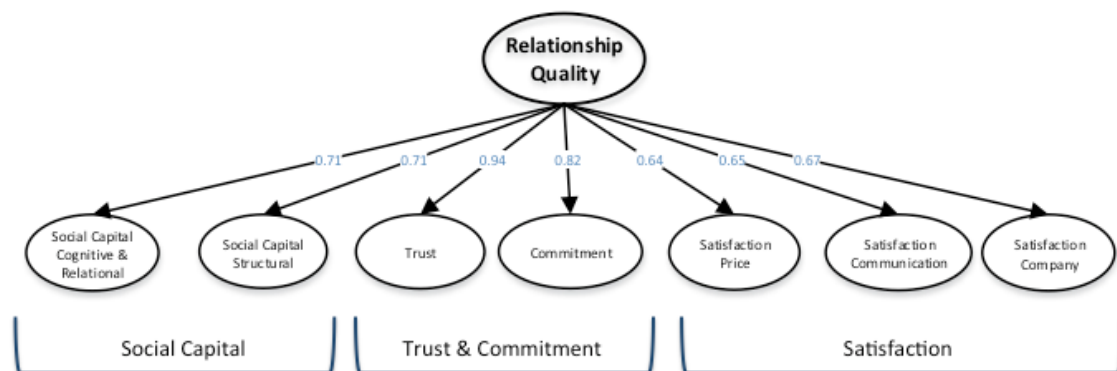 Relationship
Quality
0.71
0.71
0.94
0.82
0.64
0.65
0.67
Social Capital
Cognitive &
Relational
Social Capital
Structural
Trust
Commitment
Satisfaction
Price
Satisfaction
Communication
Satisfaction
Company
Social Capital
Trust & Commitment
Satisfaction